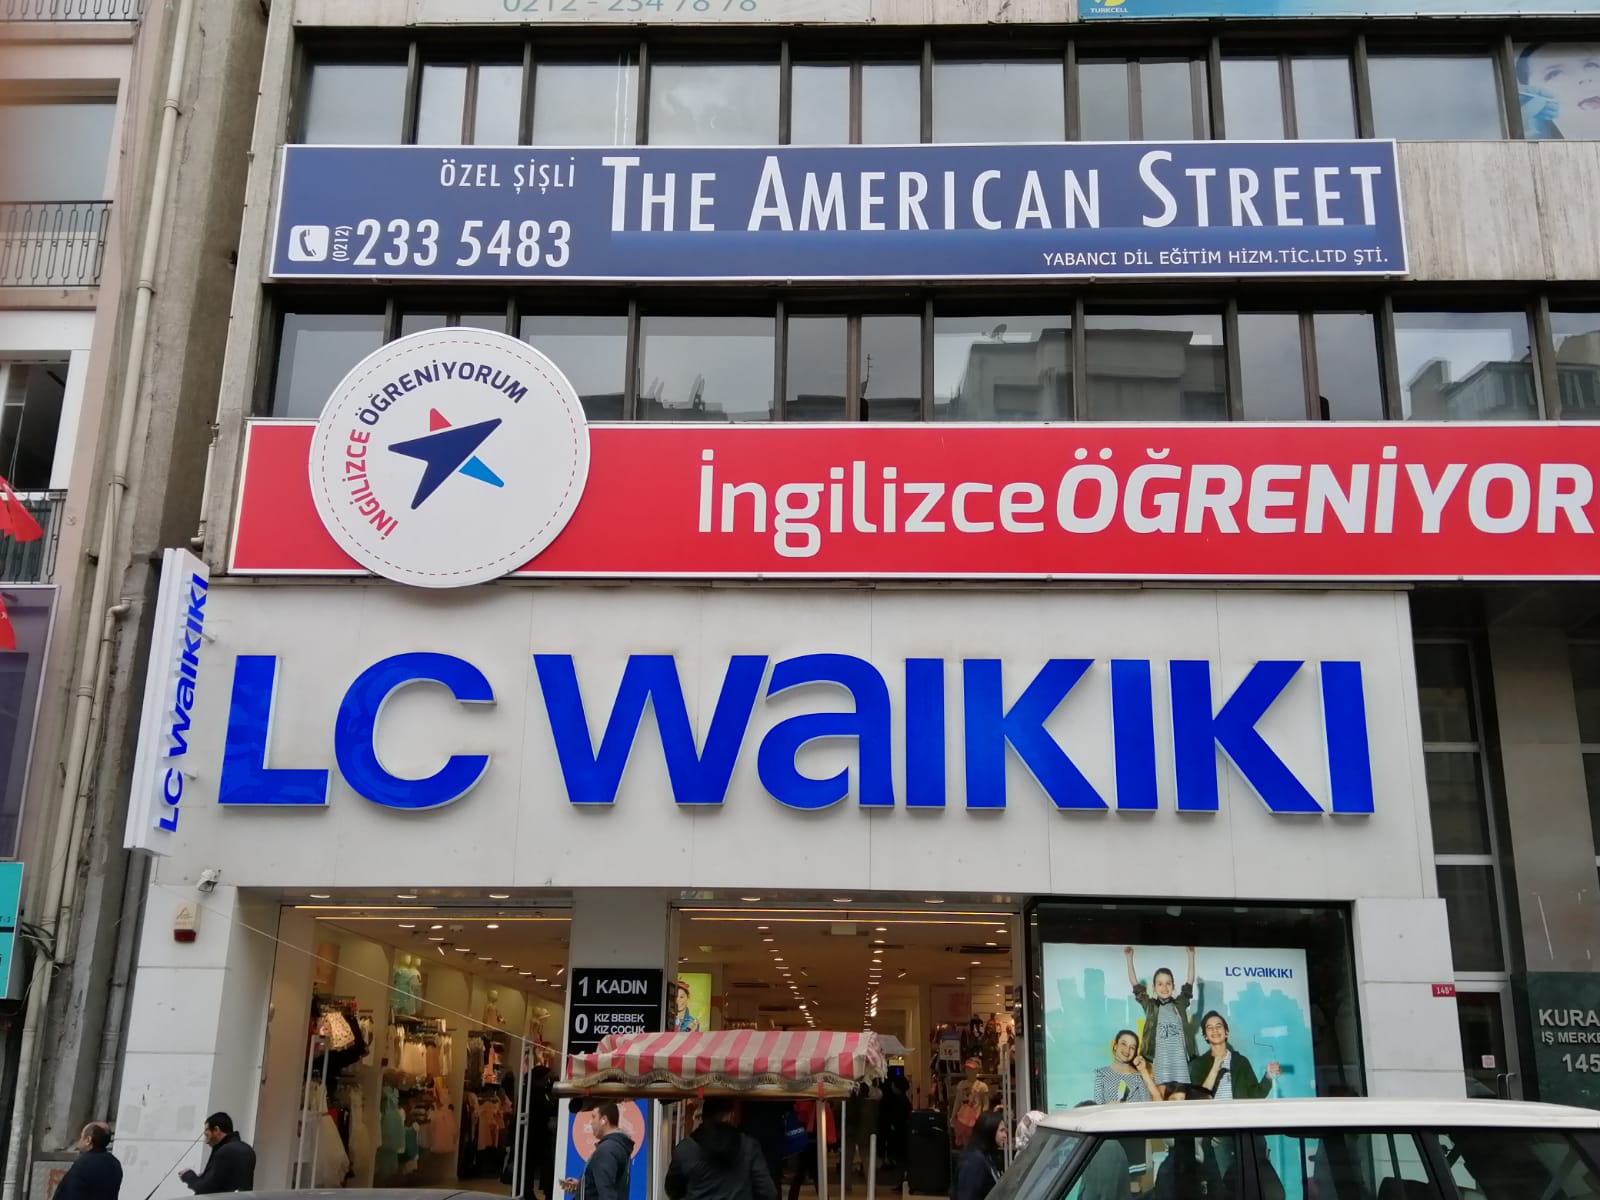 0212 - 234 78 78
TURKCELL
ÖZEL ŞİŞLİ
THE AMERICAN STREET
(0212) 233 5483
YABANCI DİL EĞİTİM HİZM.TİC.LTD ŞTİ.
İNGİLİZCE ÖĞRENİYORUM
İngilizce ÖĞRENİYOR
LC WAIKIKI
LC WAIKIKI
LC WAIKIKI
1 KADIN
0 KIZ BEBEK
KIZ ÇOCUK
145
KURA
İŞ MERKE
145